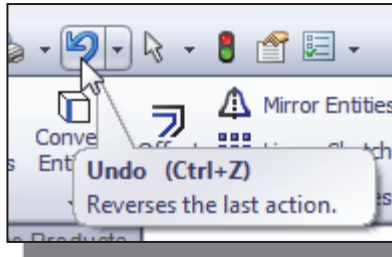 Mirror Entities
Conve
Ent
Undo (Ctrl+Z)
Reverses the last action.